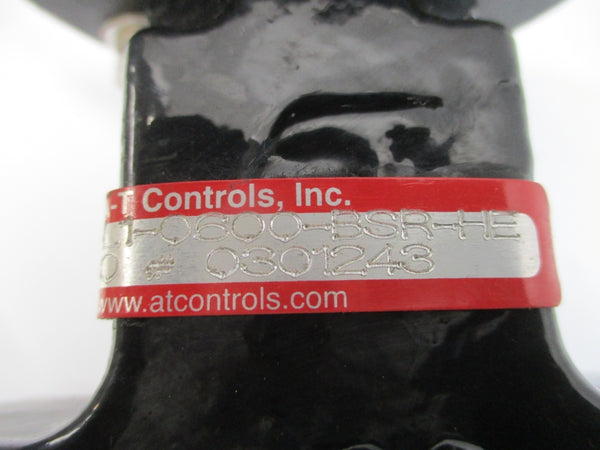 -T Controls, Inc.
-0600-BSR-HE
0301243
www.atcontrols.com